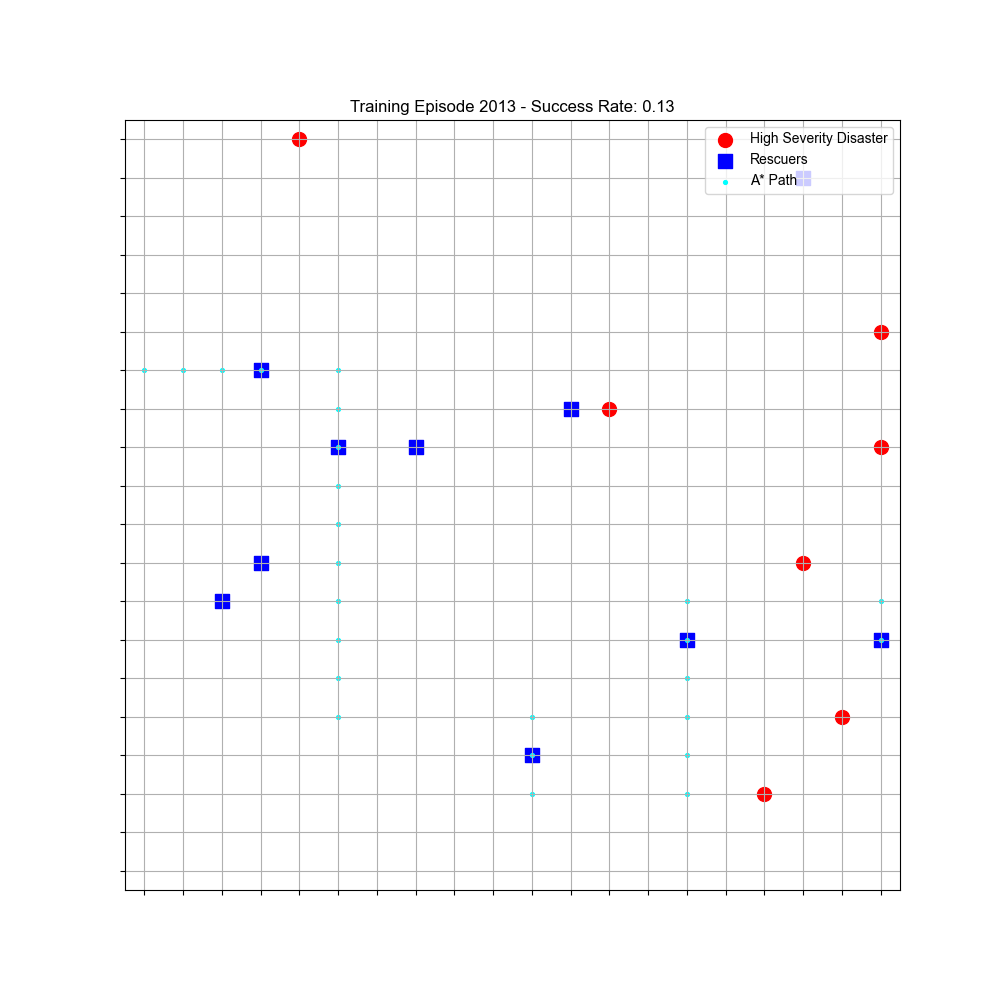 Training Episode 2013 - Success Rate: 0.13
High Severity Disaster
Rescuers
A* Path